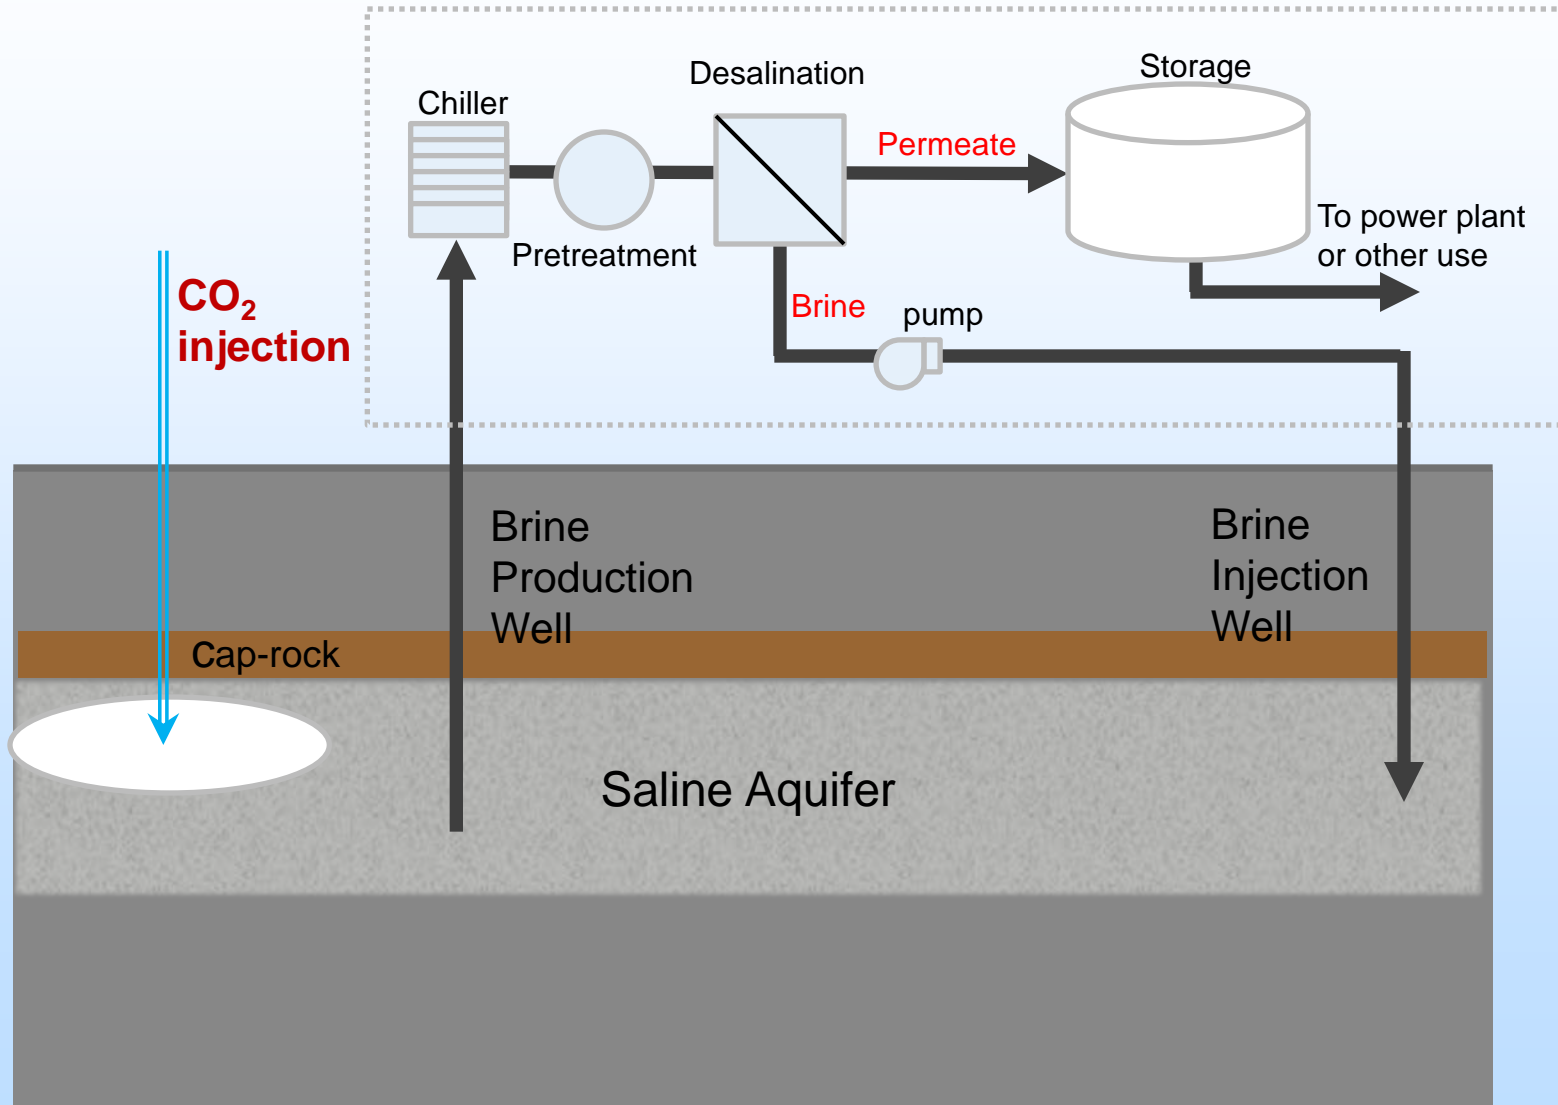 Desalination
Storage
Chiller
Permeate
To power plant
or other use
Pretreatment
CO₂
injection
Brine
pump
Brine
Production
Well
Brine
Injection
Well
Cap-rock
Saline Aquifer